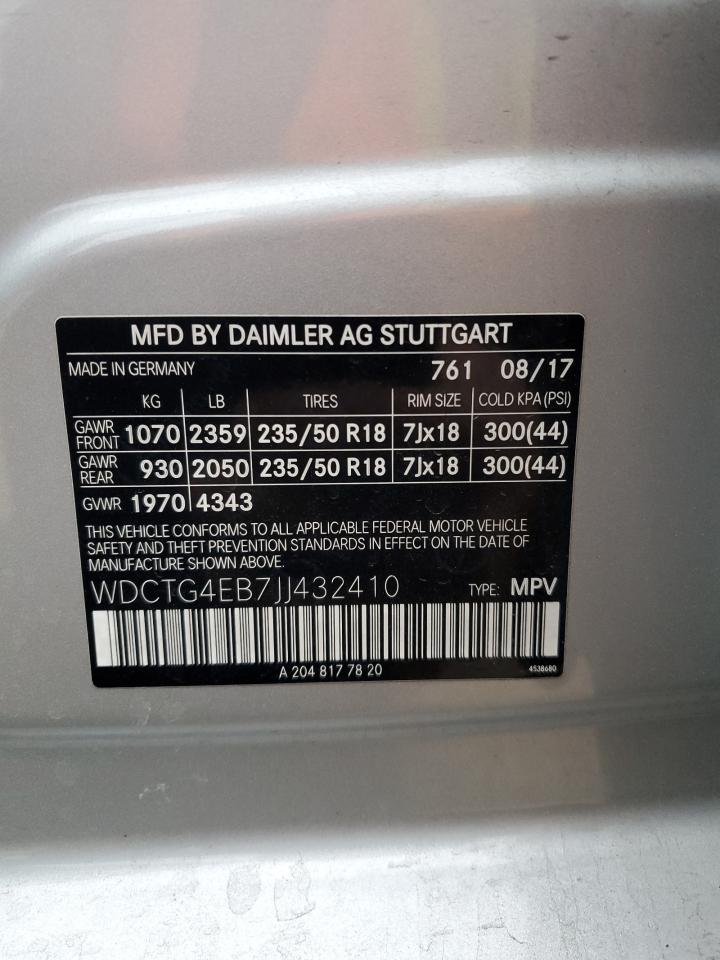 MFD BY DAIMLER AG STUTTGART
MADE IN GERMANY 761 08/17
KG LB TIRES RIM SIZE COLD KPA (PSI)
GAWR FRONT 1070 2359 235/50 R18 7Jx18 300(44)
GAWR REAR 930 2050 235/50 R18 7Jx18 300(44)
GVWR 1970 4343
THIS VEHICLE CONFORMS TO ALL APPLICABLE FEDERAL MOTOR VEHICLE
SAFETY AND THEFT PREVENTION STANDARDS IN EFFECT ON THE DATE OF
MANUFACTURE SHOWN ABOVE.
WDCTG4EB7JJ432410 TYPE: MPV
A 204 817 78 20 4538680